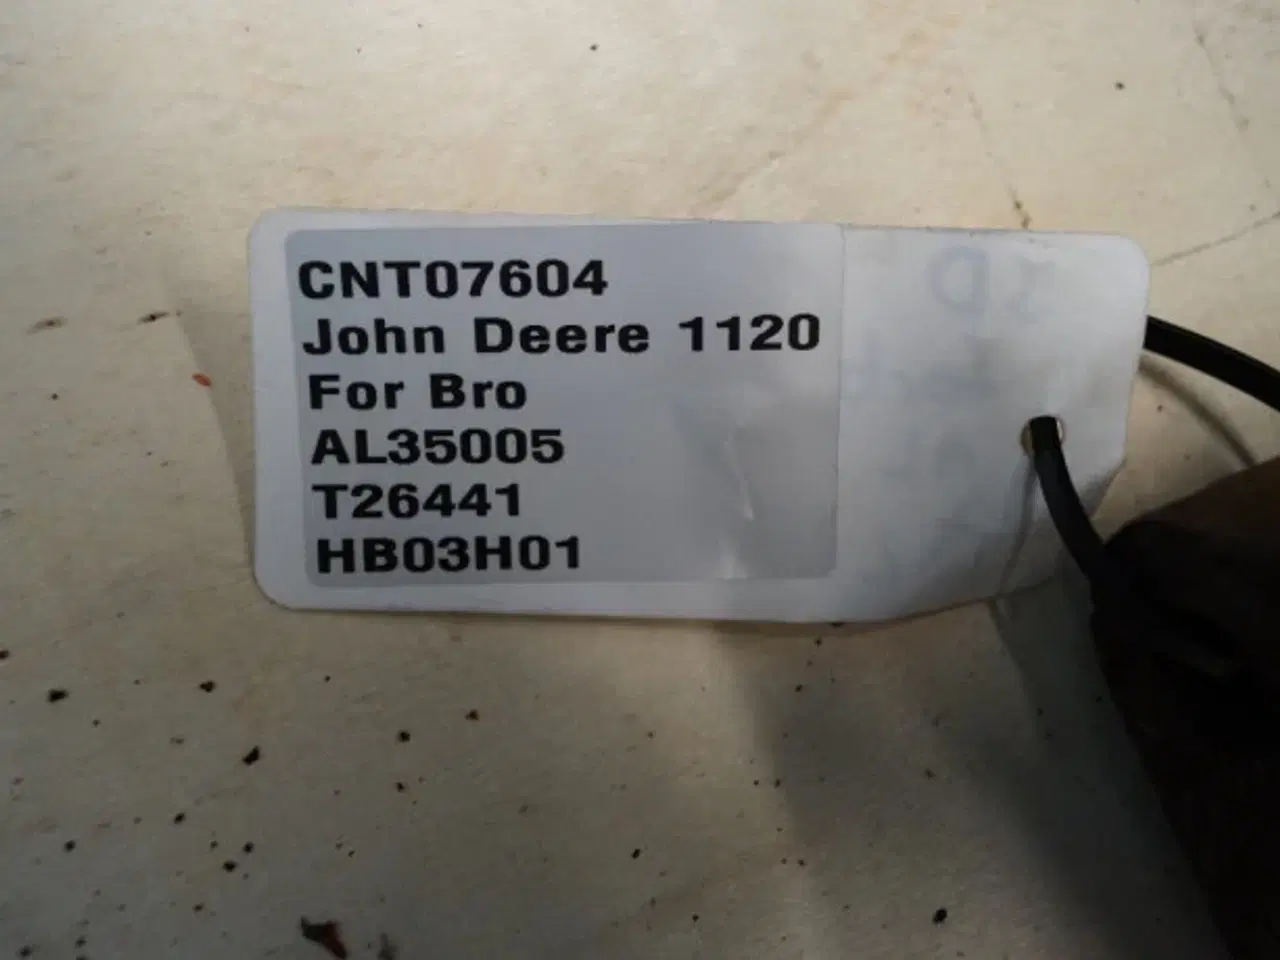 CNT07604
John Deere 1120
For Bro
AL35005
T26441
HB03H01